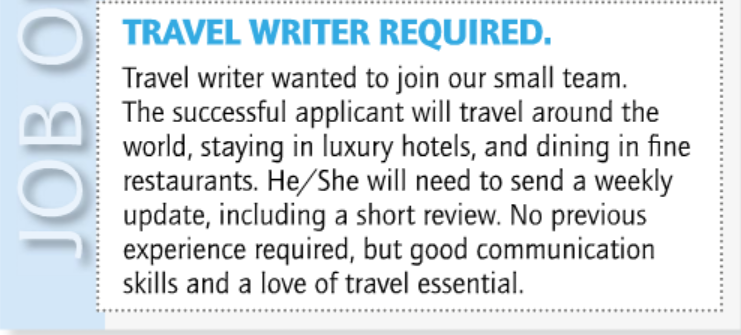 JOB O
TRAVEL WRITER REQUIRED.
Travel writer wanted to join our small team.
The successful applicant will travel around the
world, staying in luxury hotels, and dining in fine
restaurants. He/She will need to send a weekly
update, including a short review. No previous
experience required, but good communication
skills and a love of travel essential.